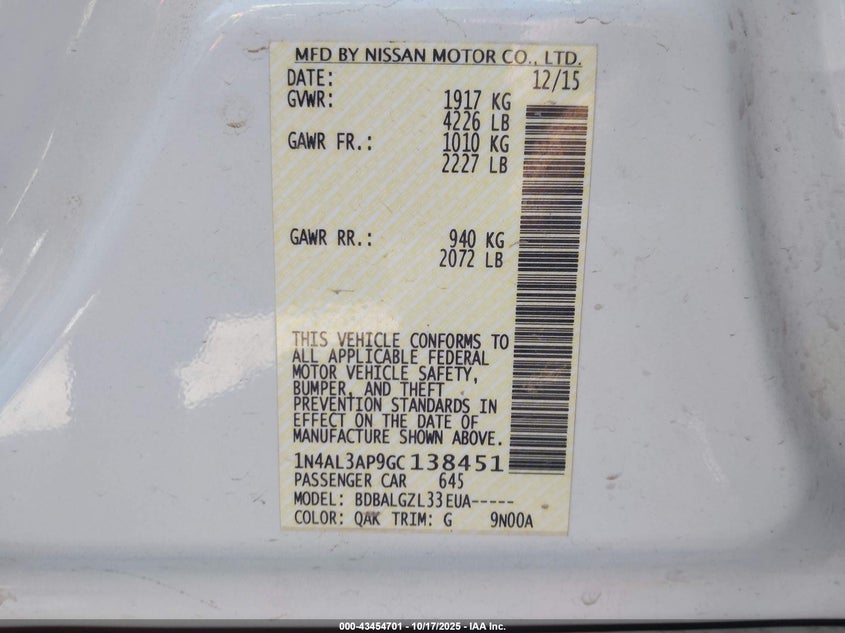 MFD BY NISSAN MOTOR CO., LTD.
DATE: 12/15
GVWR: 1917 KG
4226 LB
GAWR FR.: 1010 KG
2227 LB
GAWR RR.: 940 KG
2072 LB
THIS VEHICLE CONFORMS TO
ALL APPLICABLE FEDERAL
MOTOR VEHICLE SAFETY,
BUMPER, AND THEFT
PREVENTION STANDARDS IN
EFFECT ON THE DATE OF
MANUFACTURE SHOWN ABOVE.
1N4AL3AP9GC138451
PASSENGER CAR 645
MODEL: BDBALGZL33EUA-----
COLOR: QAK TRIM: G 9N00A
000-43454701 - 10/17/2025 - IAA Inc.